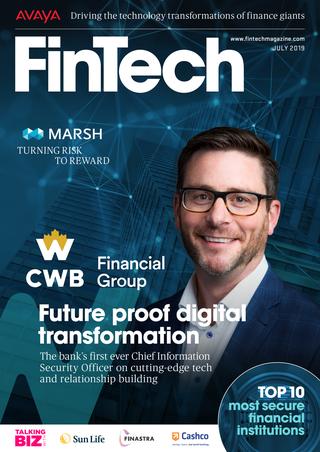 AVAYA Driving the technology transformations of finance giants
www.fintechmagazine.com
JULY 2019
FinTech
MARSH
TURNING RISK
TO REWARD
W
CWB
Financial
Group
Future proof digital
transformation
The bank's first ever Chief Information
Security Officer on cutting-edge tech
and relationship building
TOP 10
most secure
financial
institutions
TALKING
BIZ
Sun Life
FINASTRA
Cashco